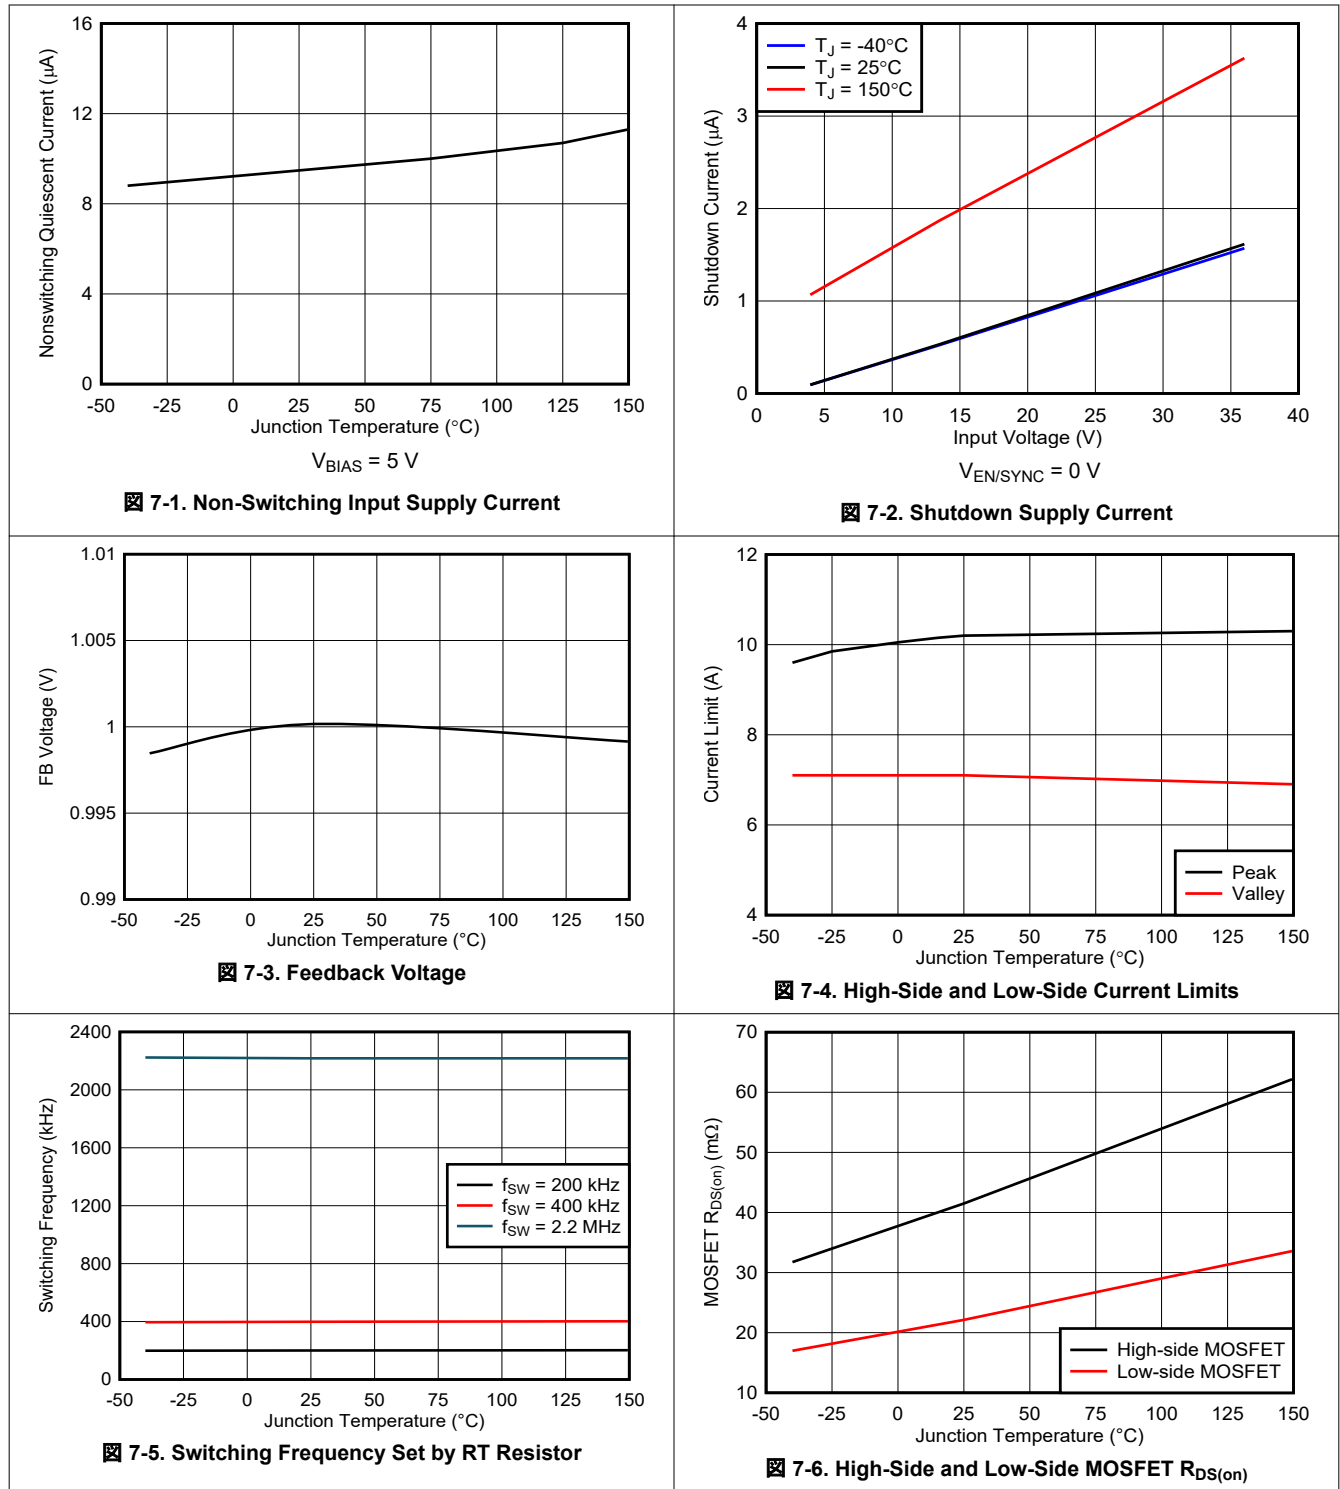 16
12
8
4
0
Nonswitching Quiescent Current (μA)
-50 -25 0 25 50 75 100 125 150
Junction Temperature (°C)
V_BIAS = 5 V
図 7-1. Non-Switching Input Supply Current
4
3
2
1
0
Shutdown Current (μA)
T_J = -40°C
T_J = 25°C
T_J = 150°C
0 5 10 15 20 25 30 35 40
Input Voltage (V)
V_EN/SYNC = 0 V
図 7-2. Shutdown Supply Current
1.01
1.005
1
0.995
0.99
FB Voltage (V)
-50 -25 0 25 50 75 100 125 150
Junction Temperature (°C)
図 7-3. Feedback Voltage
12
10
8
6
4
Current Limit (A)
Peak
Valley
-50 -25 0 25 50 75 100 125 150
Junction Temperature (°C)
図 7-4. High-Side and Low-Side Current Limits
2400
2000
1600
1200
800
400
0
Switching Frequency (kHz)
f_SW = 200 kHz
f_SW = 400 kHz
f_SW = 2.2 MHz
-50 -25 0 25 50 75 100 125 150
Junction Temperature (°C)
図 7-5. Switching Frequency Set by RT Resistor
70
60
50
40
30
20
10
MOSFET R_DS(on) (mΩ)
High-side MOSFET
Low-side MOSFET
-50 -25 0 25 50 75 100 125 150
Junction Temperature (°C)
図 7-6. High-Side and Low-Side MOSFET R_DS(on)